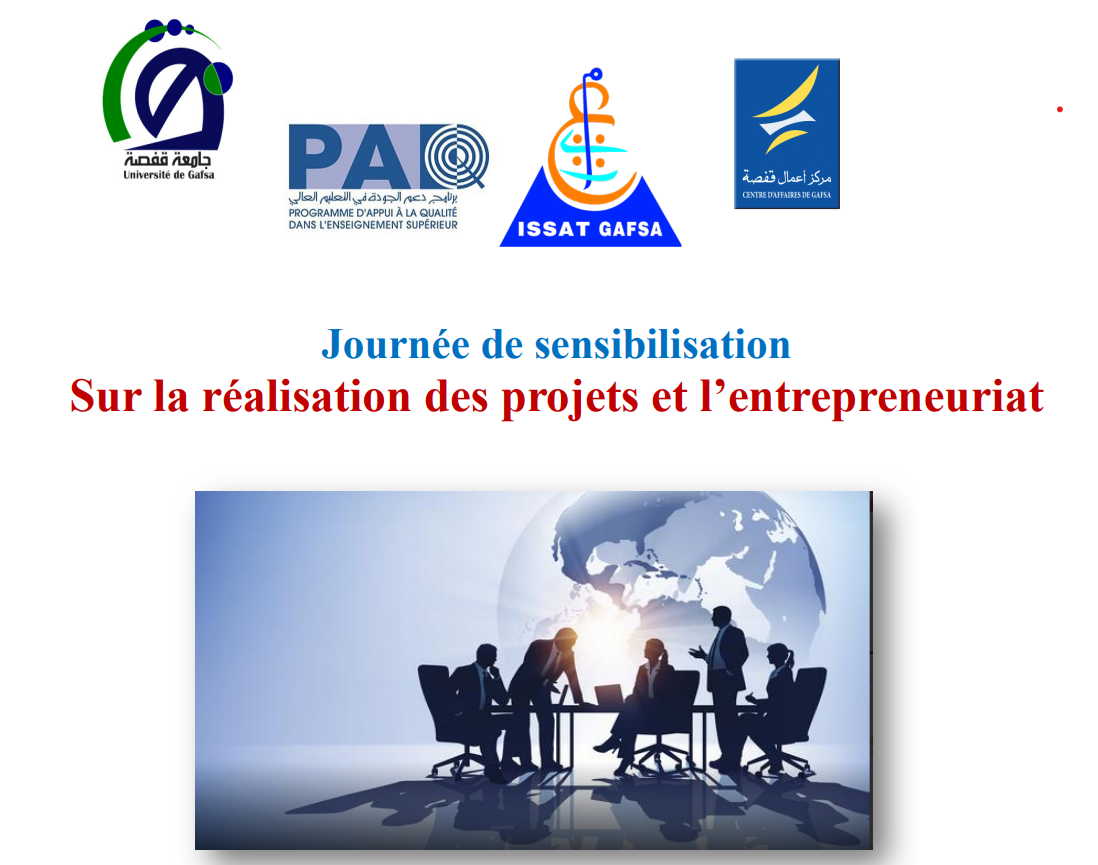 جامعة قفصة
Université de Gafsa
PAQ
برنامج دعم الجودة في التعليم العالي
PROGRAMME D'APPUI À LA QUALITÉ
DANS L'ENSEIGNEMENT SUPÉRIEUR
ISSAT GAFSA
مركز أعمال قفصة
CENTRE D'AFFAIRES DE GAFSA
Journée de sensibilisation
Sur la réalisation des projets et l’entrepreneuriat